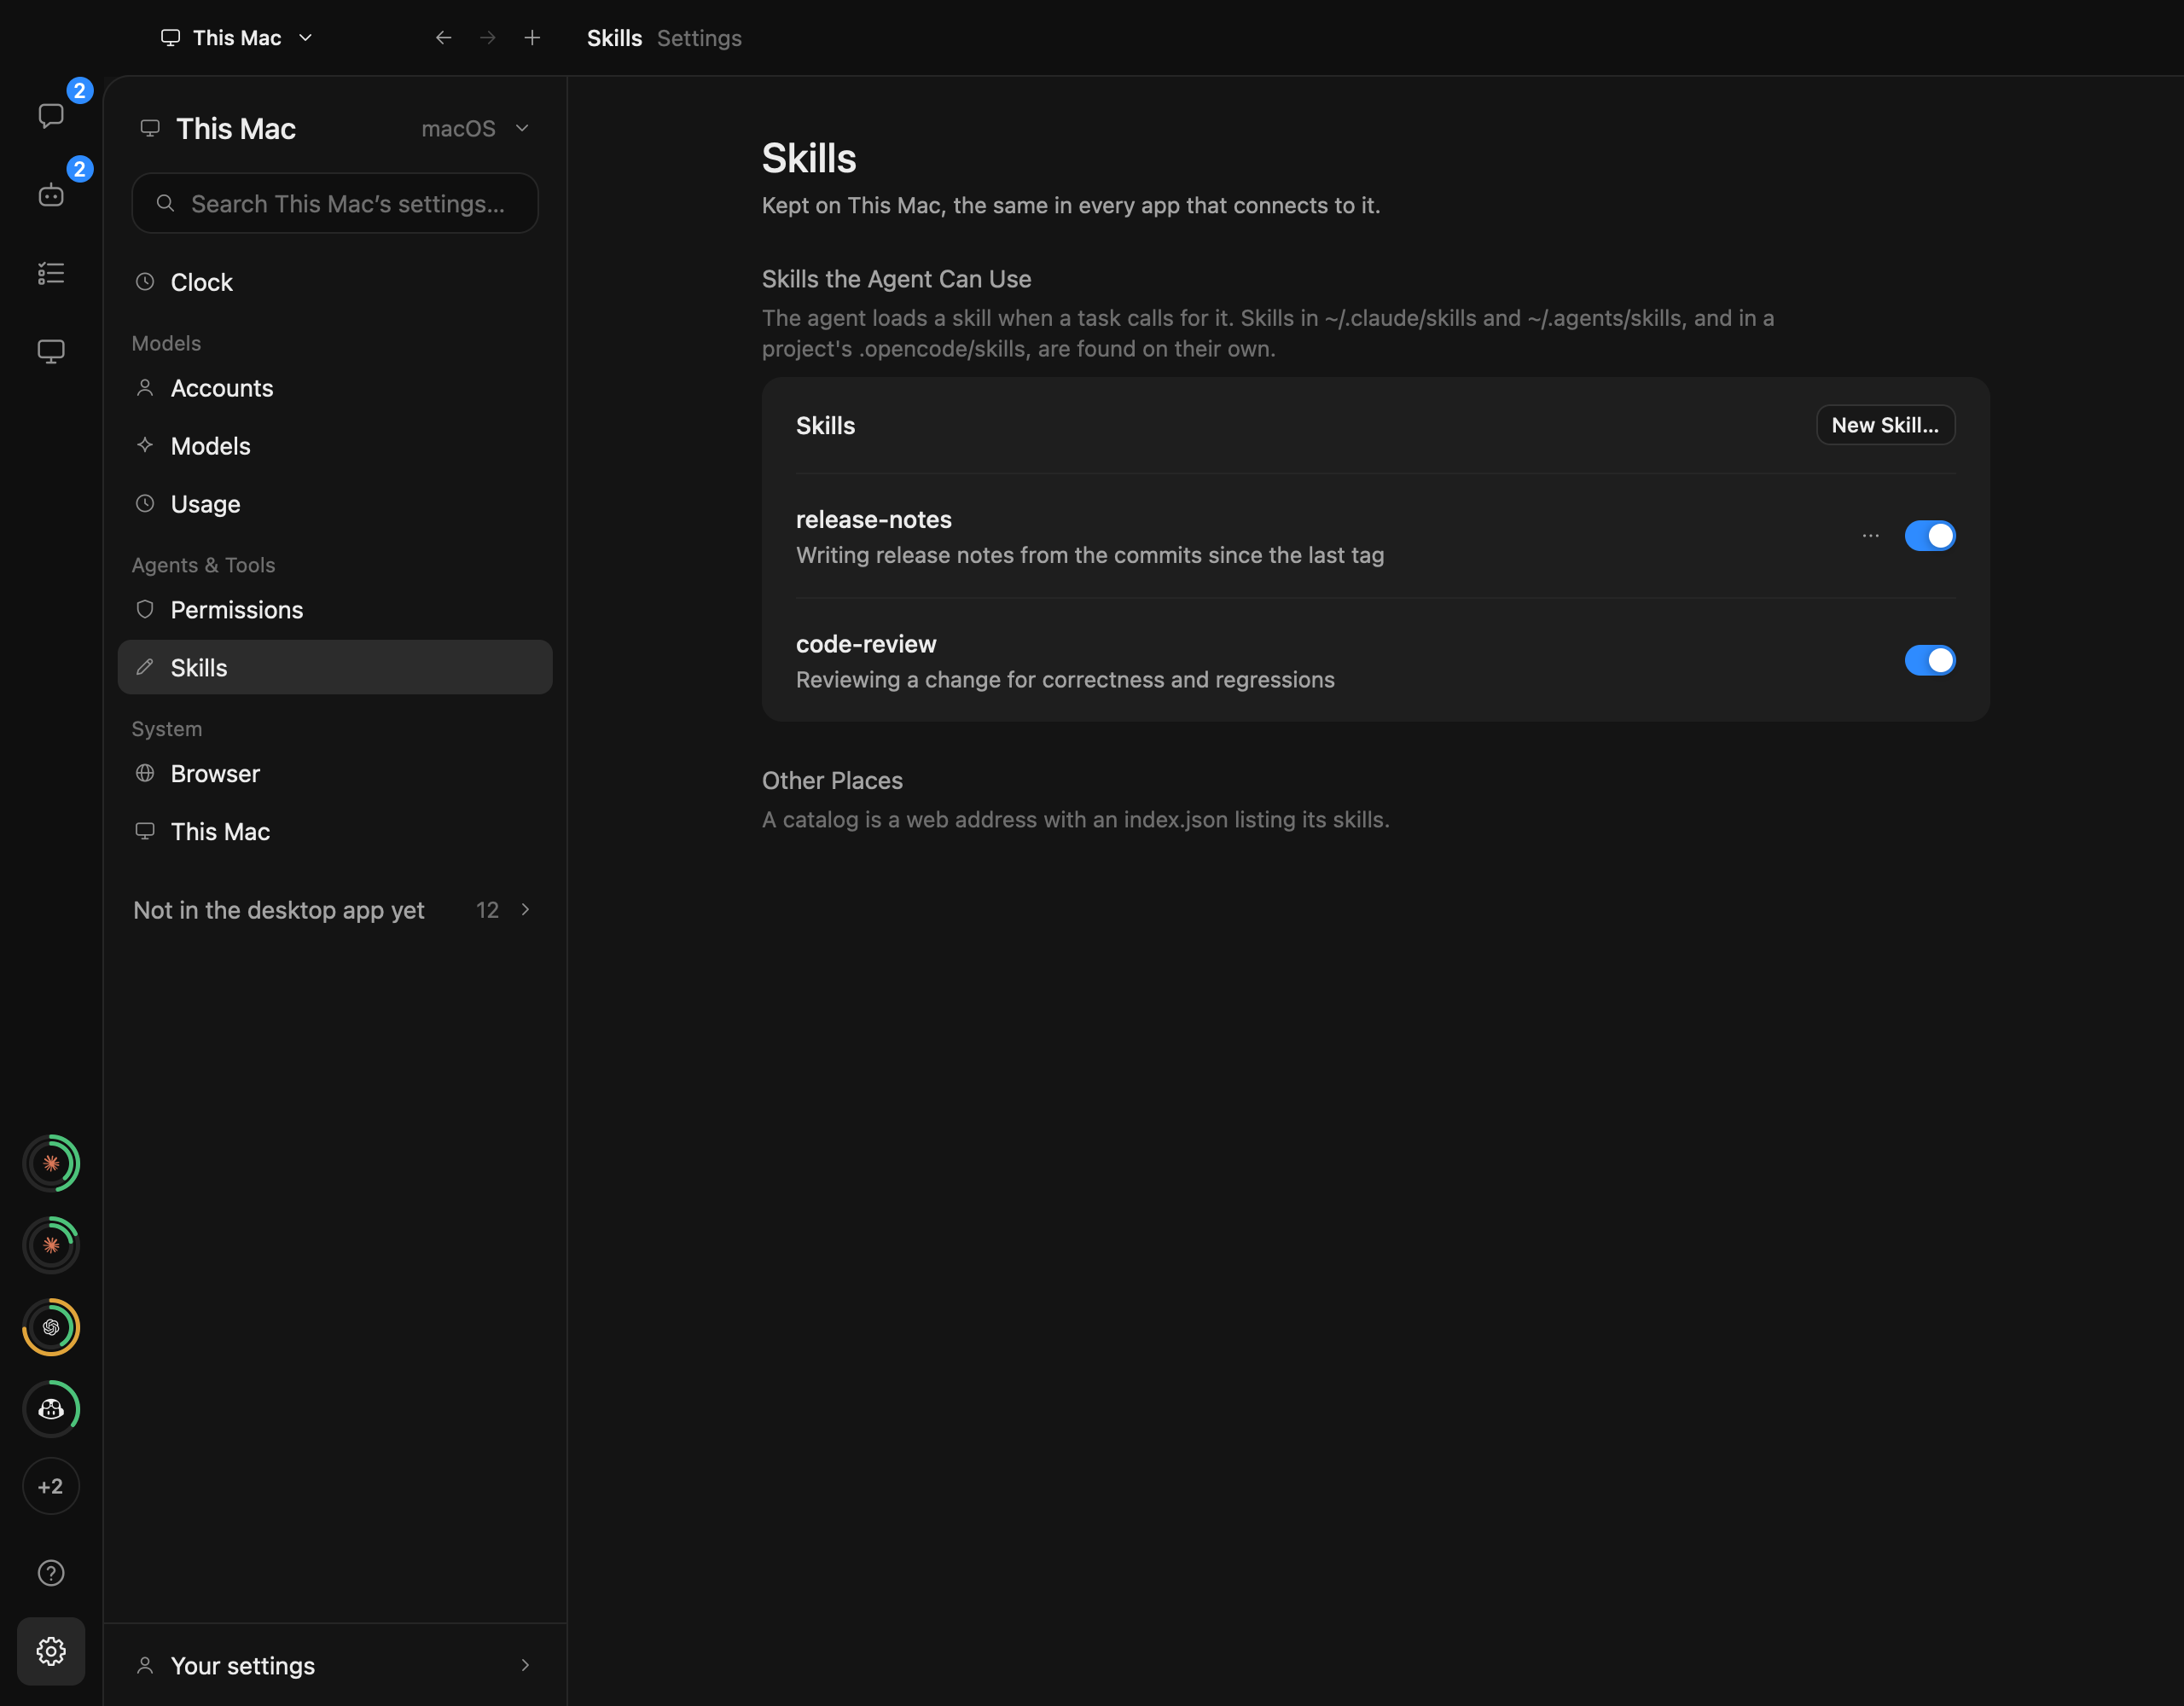 This Mac
Skills Settings
2
2
This Mac macOS
Search This Mac’s settings...
Clock
Models
Accounts
Models
Usage
Agents & Tools
Permissions
Skills
System
Browser
This Mac
Not in the desktop app yet 12
+2
Your settings
Skills
Kept on This Mac, the same in every app that connects to it.
Skills the Agent Can Use
The agent loads a skill when a task calls for it. Skills in ~/.claude/skills and ~/.agents/skills, and in a
project's .opencode/skills, are found on their own.
Skills New Skill...
release-notes
Writing release notes from the commits since the last tag
code-review
Reviewing a change for correctness and regressions
Other Places
A catalog is a web address with an index.json listing its skills.